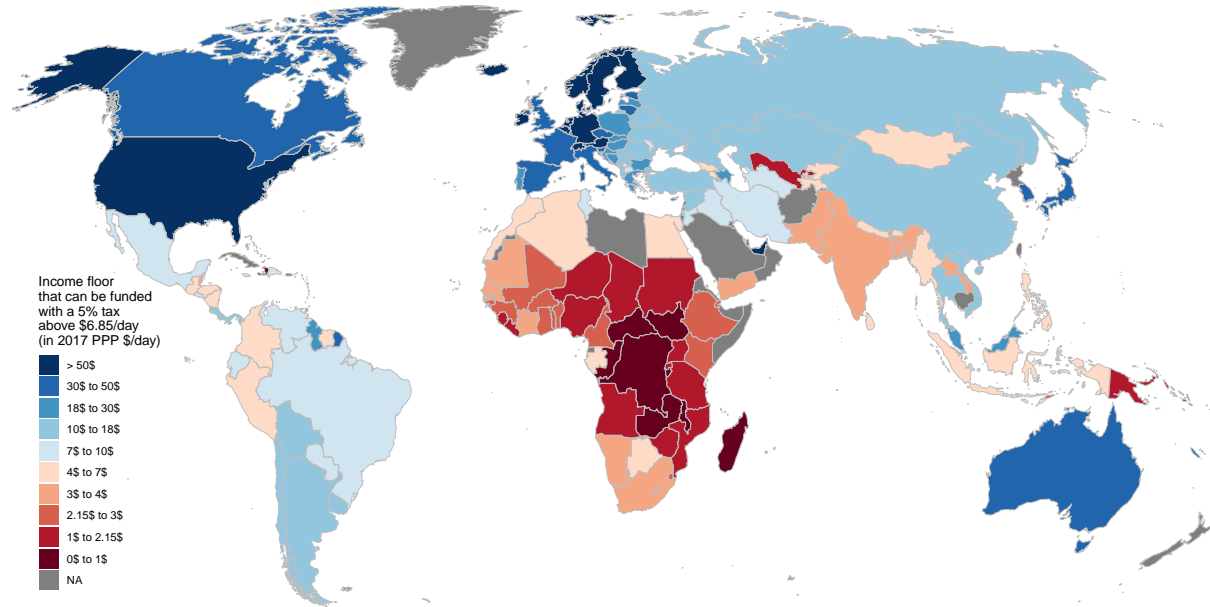 Income floor
that can be funded
with a 5% tax
above $6.85/day
(in 2017 PPP $/day)
> 50$
30$ to 50$
18$ to 30$
10$ to 18$
7$ to 10$
4$ to 7$
3$ to 4$
2.15$ to 3$
1$ to 2.15$
0$ to 1$
NA